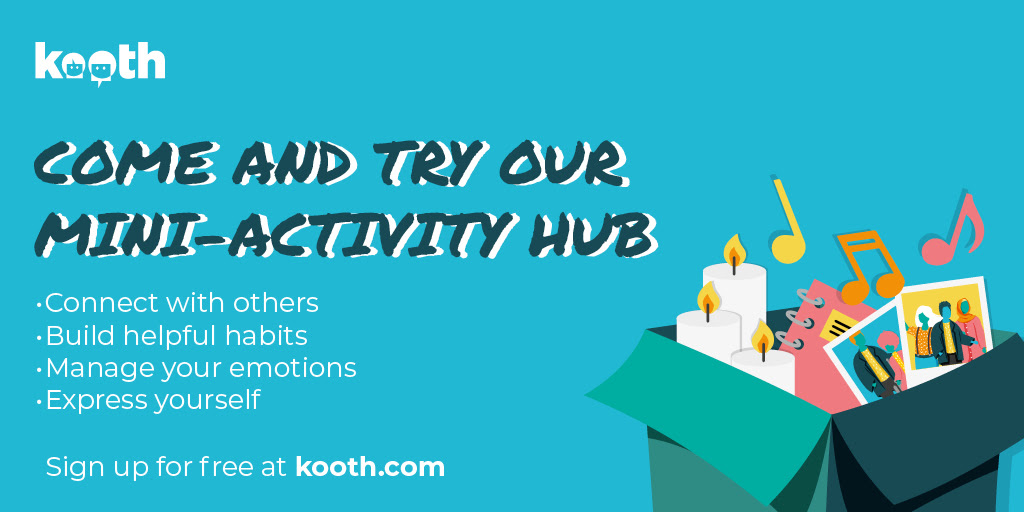 kooth
COME AND TRY OUR
MINI-ACTIVITY HUB
•Connect with others
•Build helpful habits
•Manage your emotions
•Express yourself
Sign up for free at kooth.com